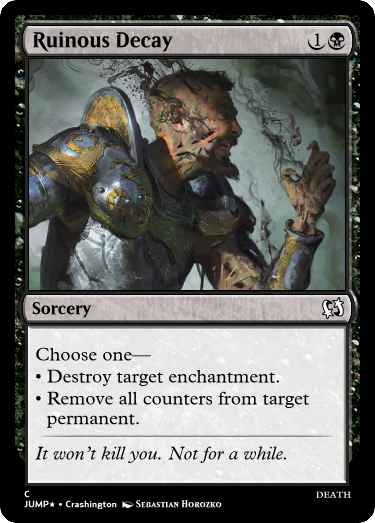 Ruinous Decay 1
Sorcery
Choose one—
• Destroy target enchantment.
• Remove all counters from target
permanent.
It won't kill you. Not for a while.
C
JUMP★ • Crashington Sebastian Horozko
DEATH